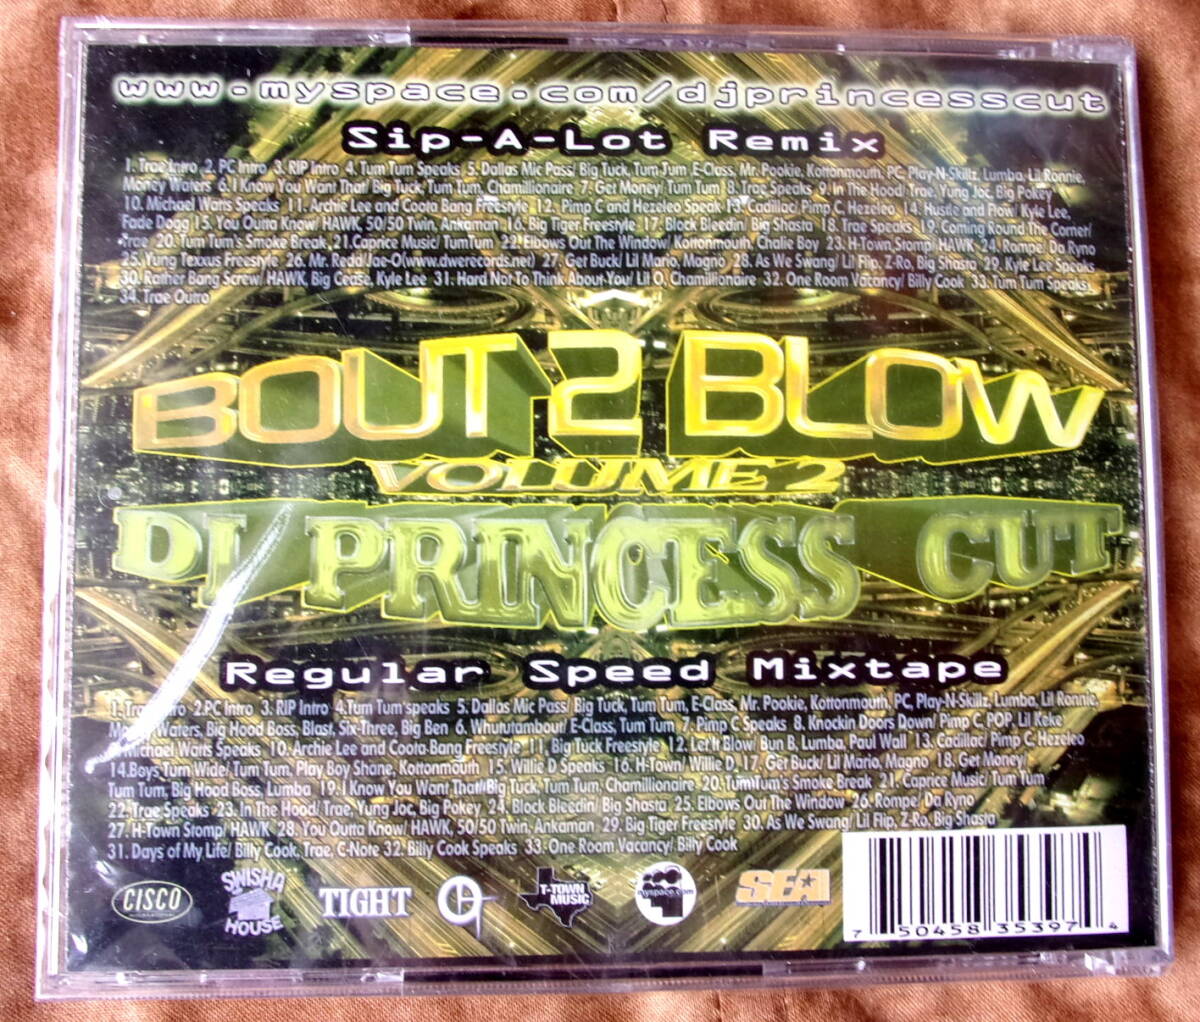 www.myspace.com/djprincesscut
Sip-A-Lot Remix
1. Trae Intro 2. PC Intro 3. RIP Intro 4. Tum Tum Speaks 5. Dallas Mic Pass/ Big Tuck, Tum Tum ,E-Class, Mr. Pookie, Kottonmouth, PC, Play-N-Skillz, Lumba, Lil Ronnie,
Money Waters 6. I Know You Want That/ Big Tuck, Tum Tum, Chamillionaire 7. Get Money/ Tum Tum 8. Trae Speaks 9. In The Hood/ Trae, Yung Joc, Big Pokey
10. Michael Watts Speaks 11. Archie Lee and Coota Bang Freestyle 12. Pimp C and Hezeleo Speak 13. Cadillac/ Pimp C, Hezeleo 14. Hustle and Flow/ Kyle Lee,
Fade Dogg 15. You Outta Know/ HAWK, 50/50 Twin, Ankaman 16. Big Tiger Freestyle 17. Block Bleedin/ Big Shasta 18. Trae Speaks 19. Coming Round The Corner/
Trae 20. Tum Tum's Smoke Break, 21.Caprice Music/ TumTum 22. Elbows Out The Window/ Kottonmouth, Chalie Boy 23. H-Town Stomp/ HAWK 24. Rompe/ Da Ryno
25. Yung Texxus Freestyle 26. Mr. Redd/Jae-O(www.dwerecords.net) 27. Get Buck/ Lil Mario, Magno 28. As We Swang/ Lil Flip, Z-Ro, Big Shasta 29. Kyle Lee Speaks
30. Rather Bang Screw/ HAWK, Big Cease, Kyle Lee 31. Hard Not To Think About You/ Lil O, Chamillionaire 32. One Room Vacancy/ Billy Cook 33. Tum Tum Speaks
34. Trae Outro
BOUT 2 BLOW
VOLUME 2
DJ PRINCESS CUT
Regular Speed Mixtape
1. Trae Intro 2.PC Intro 3. RIP Intro 4.Tum Tum speaks 5. Dallas Mic Pass/ Big Tuck, Tum Tum, E-Class, Mr. Pookie, Kottonmouth, PC, Play-N-Skillz, Lumba, Lil Ronnie,
Money Waters, Big Hood Boss, Blast, Six-Three, Big Ben 6. Whututambout/ E-Class, Tum Tum 7. Pimp C Speaks 8. Knockin Doors Down/ Pimp C, POP, Lil Keke
9. Michael Watts Speaks 10. Archie Lee and Coota Bang Freestyle 11. Big Tuck Freestyle 12. Let It Blow/ Bun B, Lumba, Paul Wall 13. Cadillac/ Pimp C, Hezeleo
14.Boys Turn Wide/ Tum Tum, Play Boy Shane, Kottonmouth 15. Willie D Speaks 16. H-Town/ Willie D, 17. Get Buck/ Lil Mario, Magno 18. Get Money/
Tum Tum, Big Hood Boss, Lumba 19. I Know You Want That/ Big Tuck, Tum Tum, Chamillionaire 20. TumTum's Smoke Break 21. Caprice Music/ Tum Tum
22. Trae Speaks 23. In The Hood/ Trae, Yung Joc, Big Pokey 24. Block Bleedin/ Big Shasta 25. Elbows Out The Window 26. Rompe/ Da Ryno
27. H-Town Stomp/ HAWK 28. You Outta Know/ HAWK, 50/50 Twin, Ankaman 29. Big Tiger Freestyle 30. As We Swang/ Lil Flip, Z-Ro, Big Shasta
31. Days of My Life/ Billy Cook, Trae, C-Note 32. Billy Cook Speaks 33. One Room Vacancy/ Billy Cook
CISCO
SWISHA HOUSE
TIGHT
T-TOWN MUSIC
myspace.com
SEA
7 50458 35397 4